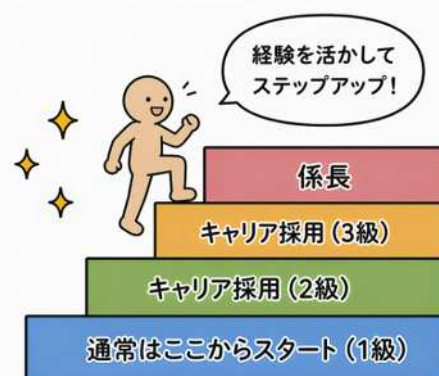 経験を活かして
ステップアップ!
係長
キャリア採用(3級)
キャリア採用(2級)
通常はここからスタート(1級)